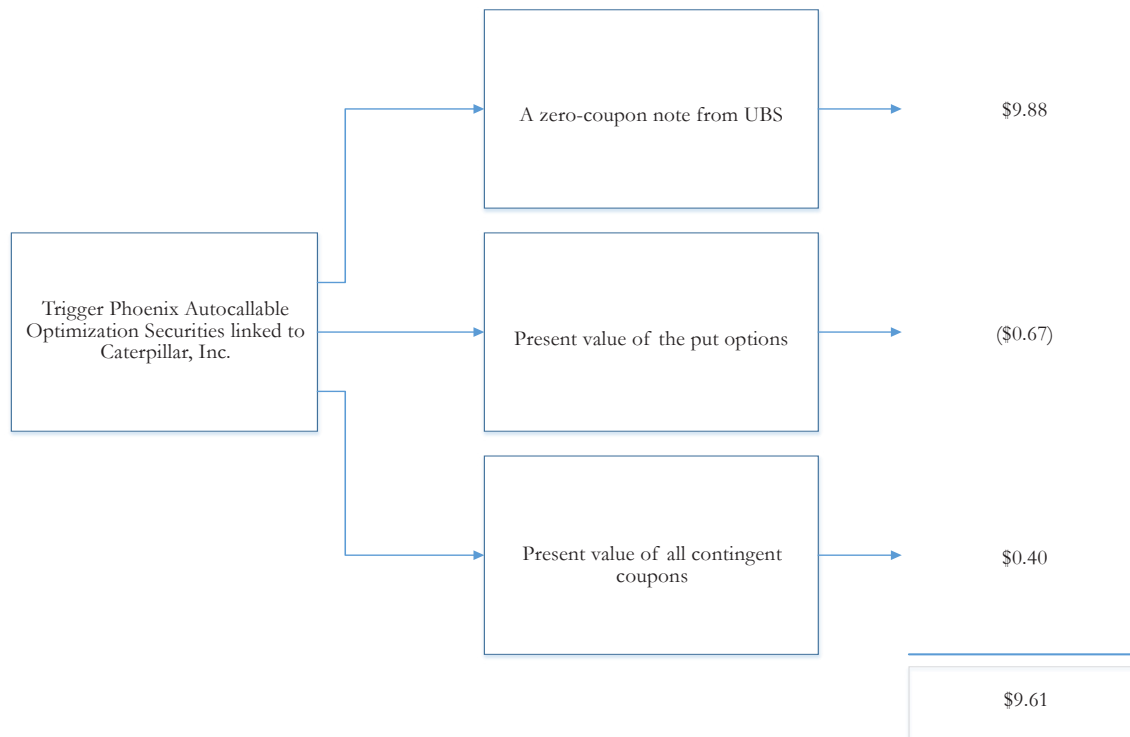 A zero-coupon note from UBS
$9.88
Trigger Phoenix Autocallable
Optimization Securities linked to
Caterpillar, Inc.
Present value of the put options
($0.67)
Present value of all contingent
coupons
$0.40
$9.61